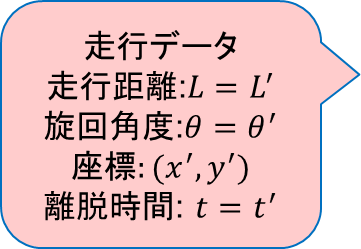 走行データ
走行距離:L = L′
旋回角度:θ = θ′
座標: (x′, y′)
離脱時間: t = t′